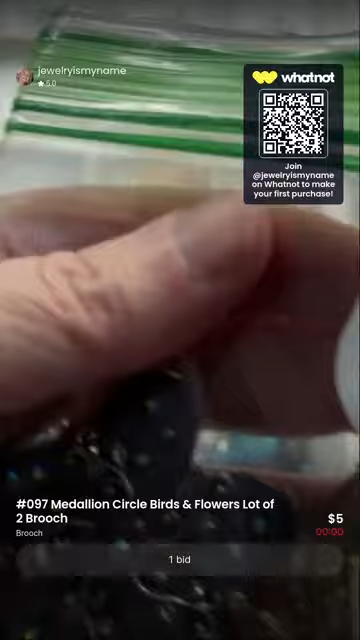 jewelryismyname
★ 5.0
whatnot
Join
@jewelryismyname
on Whatnot to make
your first purchase!
#097 Medallion Circle Birds & Flowers Lot of
2 Brooch
$5
Brooch
00:00
1 bid